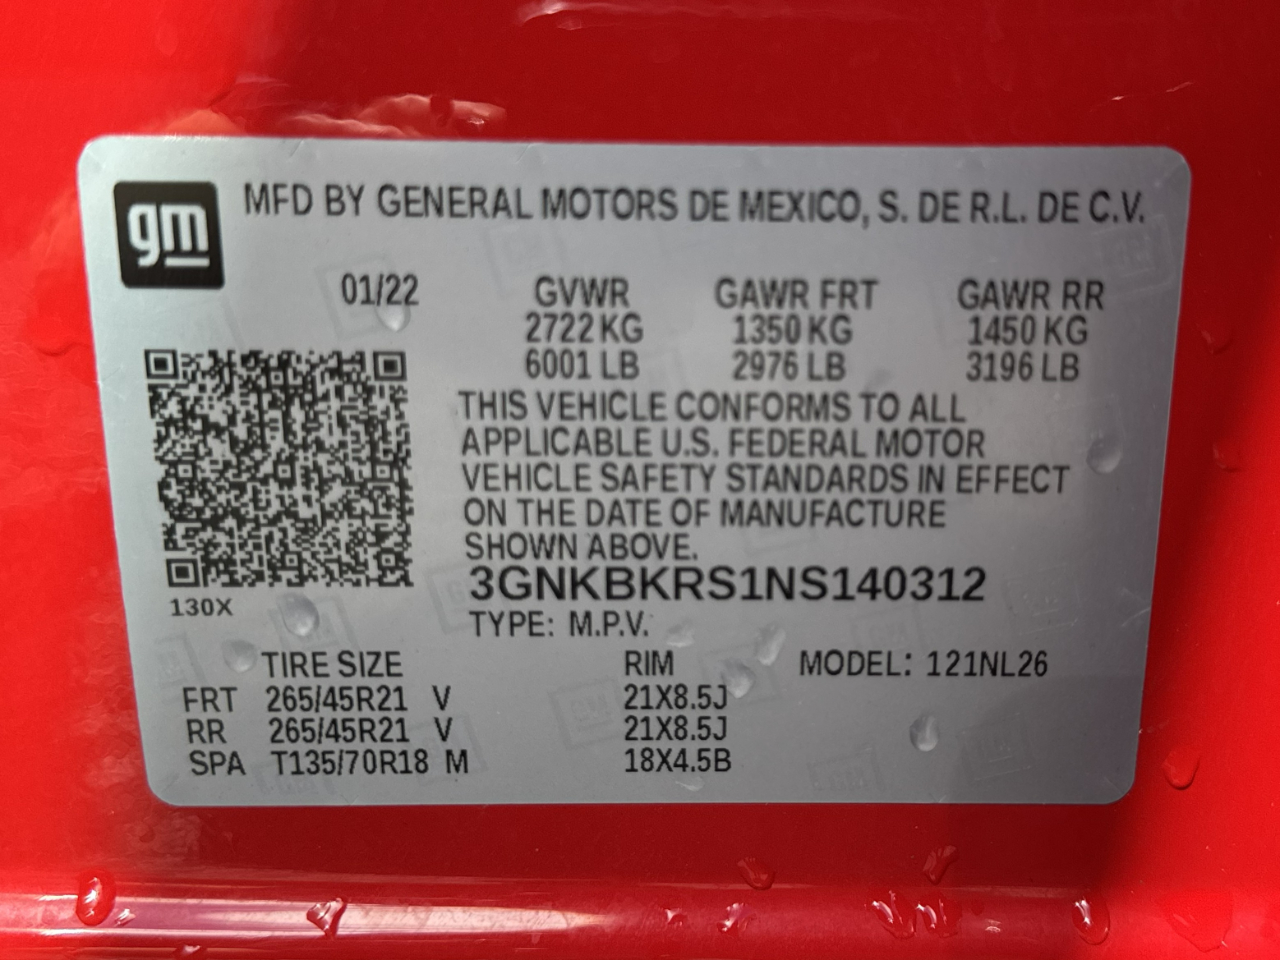 gm
MFD BY GENERAL MOTORS DE MEXICO, S. DE R.L. DE C.V.
01/22 GVWR GAWR FRT GAWR RR
2722 KG 1350 KG 1450 KG
6001 LB 2976 LB 3196 LB
THIS VEHICLE CONFORMS TO ALL
APPLICABLE U.S. FEDERAL MOTOR
VEHICLE SAFETY STANDARDS IN EFFECT
ON THE DATE OF MANUFACTURE
SHOWN ABOVE.
3GNKBKRS1NS140312
130X
TYPE: M.P.V.
TIRE SIZE RIM MODEL: 121NL26
FRT 265/45R21 V 21X8.5J
RR 265/45R21 V 21X8.5J
SPA T135/70R18 M 18X4.5B